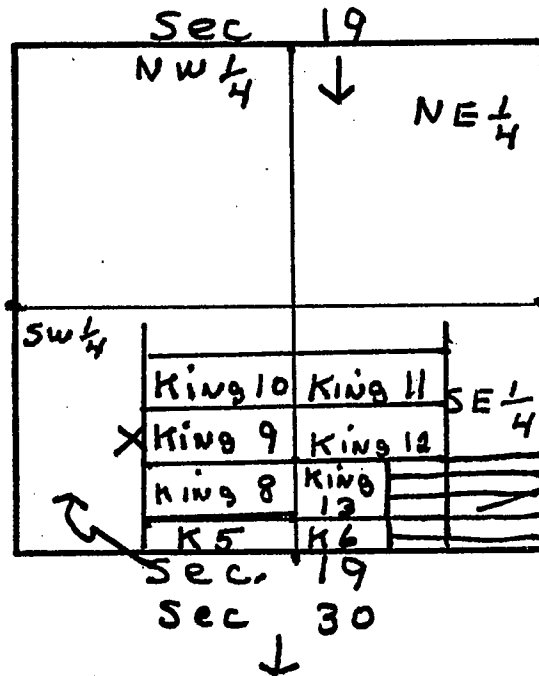 Sec 19
NW 1/4
NE 1/4
SW 1/4
King 10 King 11
SE 1/4
X King 9 King 12
King 8 King 13
K5 K6
Sec. 19
Sec 30